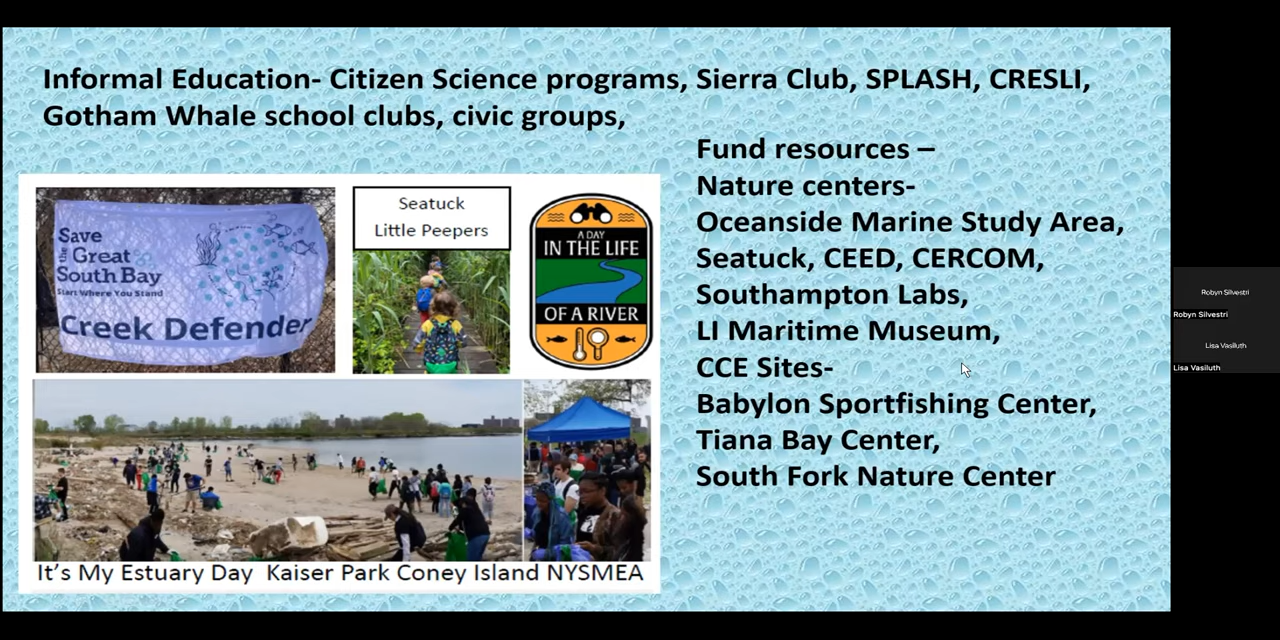 Informal Education- Citizen Science programs, Sierra Club, SPLASH, CRESLI,
Gotham Whale school clubs, civic groups,
Fund resources –
Nature centers-
Oceanside Marine Study Area,
Seatuck, CEED, CERCOM,
Southampton Labs,
LI Maritime Museum,
CCE Sites-
Babylon Sportfishing Center,
Tiana Bay Center,
South Fork Nature Center
Save
the Great
South Bay
Start Where You Stand
Creek Defender
Seatuck
Little Peepers
A DAY
IN THE LIFE
OF A RIVER
It's My Estuary Day Kaiser Park Coney Island NYSMEA
Robyn Silvestri
Robyn Silvestri
Lisa Vasiluth
Lisa Vasiluth